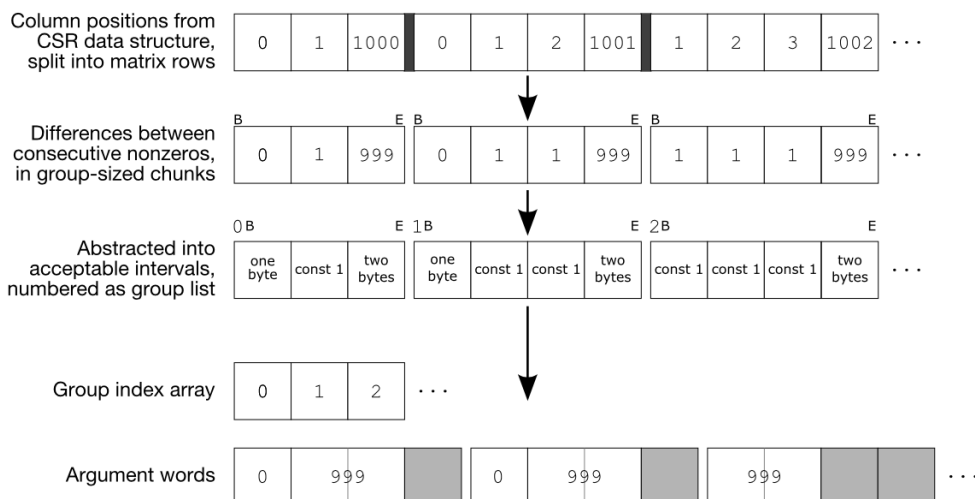 Column positions from
CSR data structure,
split into matrix rows
0 1 1000 0 1 2 1001 1 2 3 1002 ...
B E B E B E
Differences between
consecutive nonzeros,
in group-sized chunks
0 1 999 0 1 1 999 1 1 1 999 ...
0B E 1B E 2B E
Abstracted into
acceptable intervals,
numbered as group list
one byte const 1 two bytes one byte const 1 const 1 two bytes const 1 const 1 const 1 two bytes ...
Group index array
0 1 2 ...
Argument words
0 999 0 999 999 ...